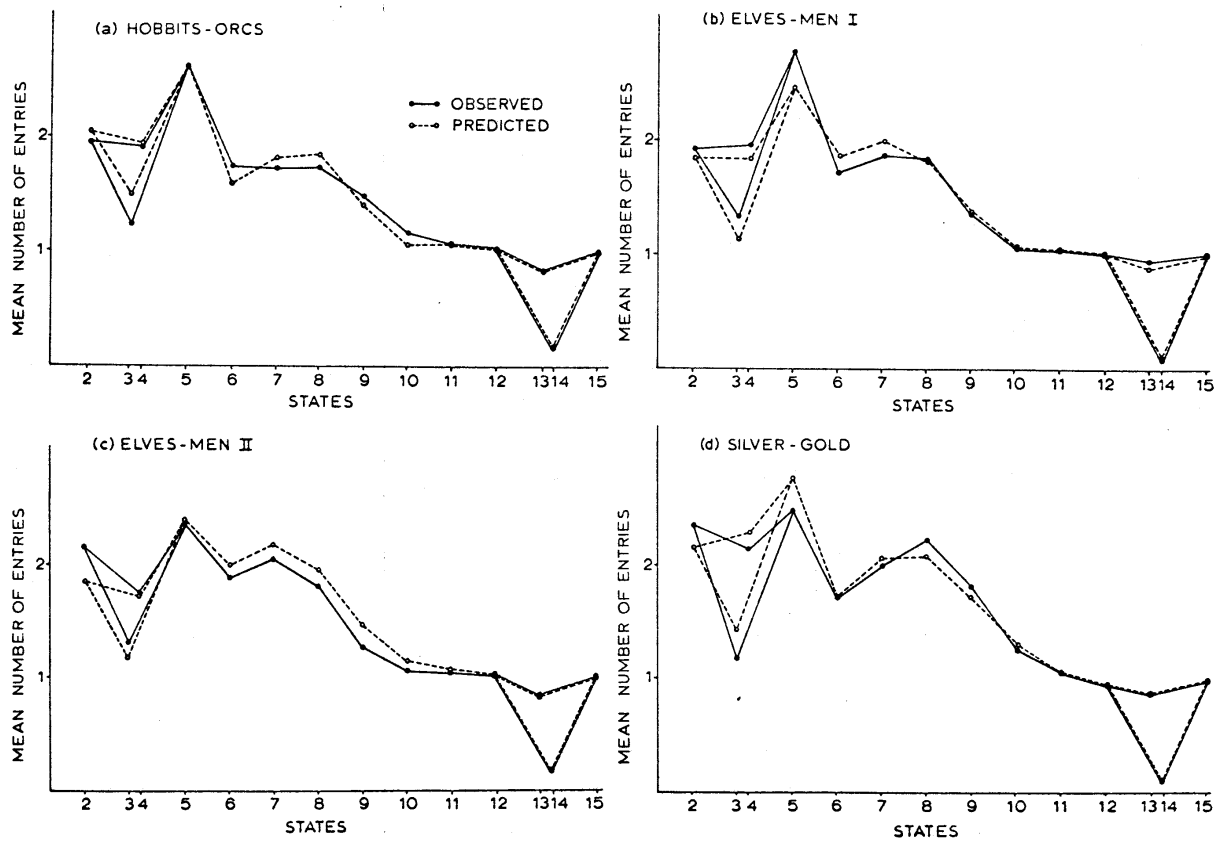 (a) HOBBITS-ORCS
MEAN NUMBER OF ENTRIES
2
1
OBSERVED
PREDICTED
2 3 4 5 6 7 8 9 10 11 12 13 14 15
STATES
(b) ELVES-MEN I
MEAN NUMBER OF ENTRIES
2
1
2 3 4 5 6 7 8 9 10 11 12 13 14 15
STATES
(c) ELVES-MEN II
MEAN NUMBER OF ENTRIES
2
1
2 3 4 5 6 7 8 9 10 11 12 13 14 15
STATES
(d) SILVER-GOLD
MEAN NUMBER OF ENTRIES
2
1
2 3 4 5 6 7 8 9 10 11 12 13 14 15
STATES